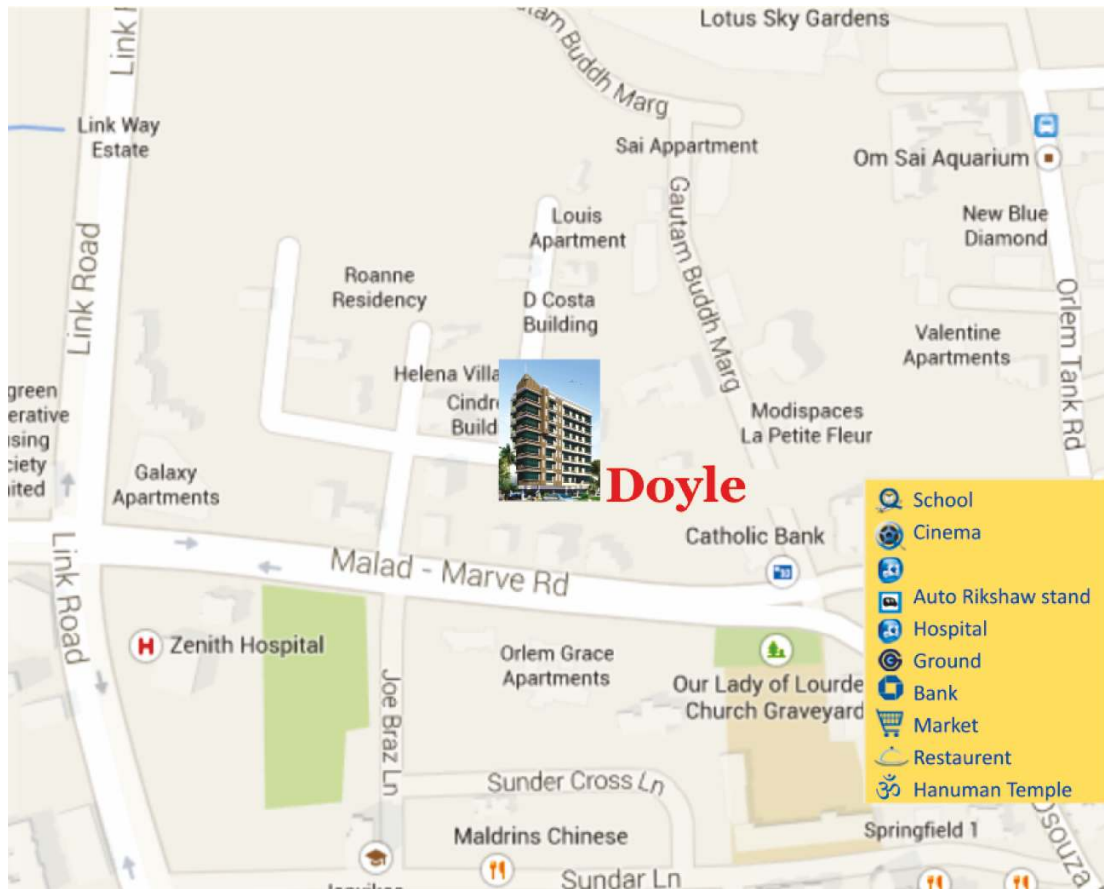 Lotus Sky Gardens
Buddh Marg
Link Way
Estate
Sai Appartment
Om Sai Aquarium
Link Road
Gautam Buddh Marg
Louis
Apartment
New Blue
Diamond
Roanne
Residency
D Costa
Building
Orlem Tank Rd
Valentine
Apartments
Helena Villa
Modispaces
La Petite Fleur
Galaxy
Apartments
Doyle
Catholic Bank
Malad - Marve Rd
Link Road
H Zenith Hospital
Orlem Grace
Apartments
Our Lady of Lourde
Church Graveyard
Joe Braz Ln
Sunder Cross Ln
Maldrins Chinese
Sundar Ln
Springfield 1
School
Cinema
Auto Rikshaw stand
Hospital
Ground
Bank
Market
Restaurent
ॐ Hanuman Temple